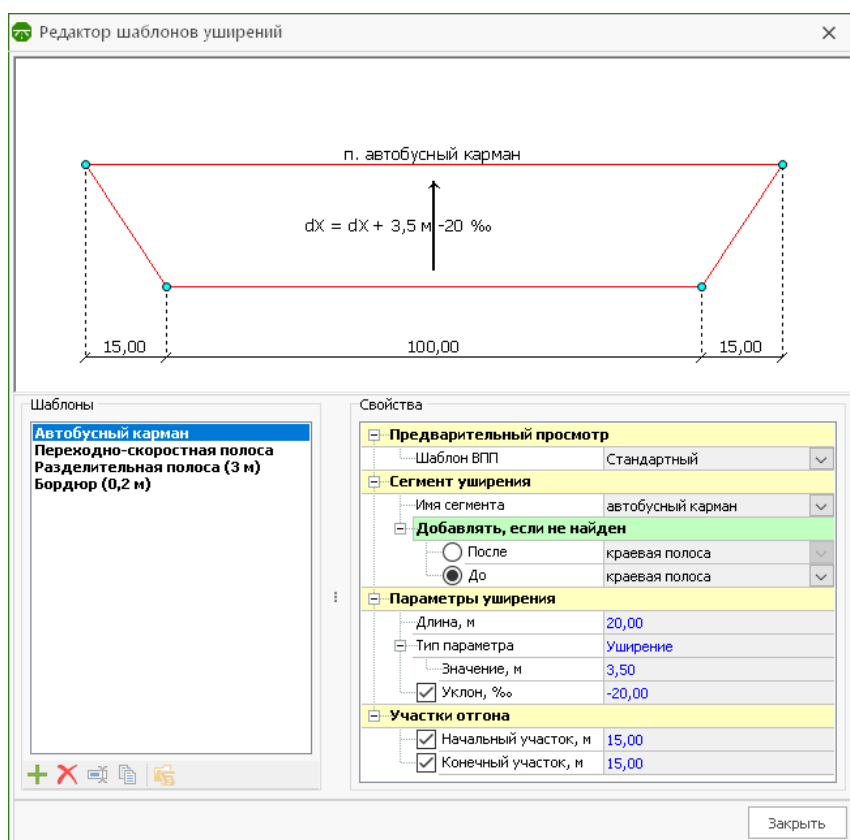 Редактор шаблонов уширений
п. автобусный карман
dX = dX + 3,5 м -20 ‰
15,00 100,00 15,00
Шаблоны
Автобусный карман
Переходно-скоростная полоса
Разделительная полоса (3 м)
Бордюр (0,2 м)
Свойства
Предварительный просмотр
Шаблон ВПП Стандартный
Сегмент уширения
Имя сегмента автобусный карман
Добавлять, если не найден
После краевая полоса
До краевая полоса
Параметры уширения
Длина, м 20,00
Тип параметра Уширение
Значение, м 3,50
Уклон, ‰ -20,00
Участки отгона
Начальный участок, м 15,00
Конечный участок, м 15,00
Закрыть